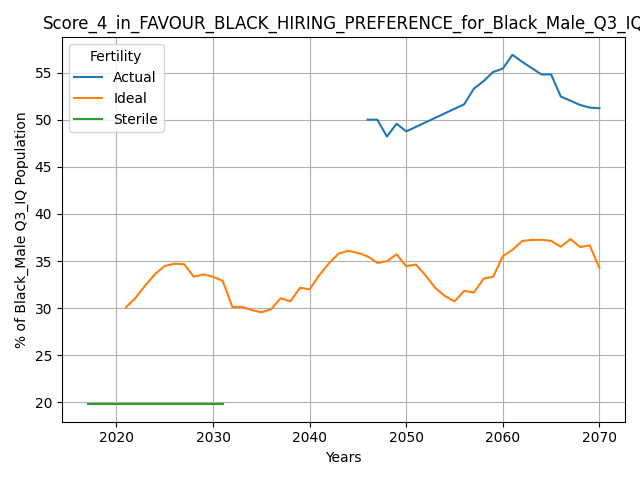 Score_4_in_FAVOUR_BLACK_HIRING_PREFERENCE_for_Black_Male_Q3_IQ
Fertility
Actual
Ideal
Sterile
% of Black_Male Q3_IQ Population
55
50
45
40
35
30
25
20
2020 2030 2040 2050 2060 2070
Years